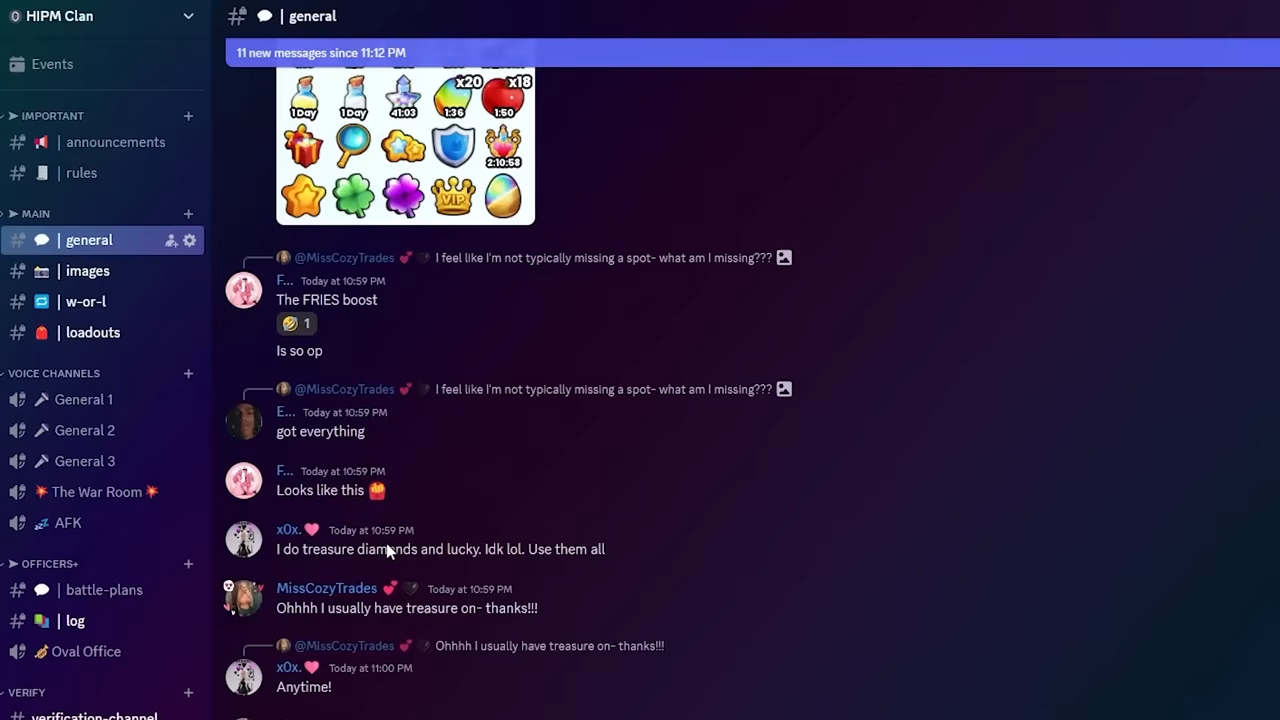 HIPM Clan
Events
IMPORTANT
| announcements
| rules
MAIN
| general
| images
| w-or-l
| loadouts
VOICE CHANNELS
General 1
General 2
General 3
The War Room
AFK
OFFICERS+
| battle-plans
| log
Oval Office
VERIFY
verification-channel
| general
11 new messages since 11:12 PM
x20
x18
1 Day
1 Day
41:03
1:36
1:50
2:10:58
VIP
@MissCozyTrades 💕 🖤 I feel like I'm not typically missing a spot- what am I missing???
F... Today at 10:59 PM
The FRIES boost
🤣 1
Is so op
@MissCozyTrades 💕 🖤 I feel like I'm not typically missing a spot- what am I missing???
E... Today at 10:59 PM
got everything
F... Today at 10:59 PM
Looks like this 🍟
x0x. 🩷 Today at 10:59 PM
I do treasure diamonds and lucky. Idk lol. Use them all
MissCozyTrades 💕 🖤 Today at 10:59 PM
Ohhhh I usually have treasure on- thanks!!!
@MissCozyTrades 💕 🖤 Ohhhh I usually have treasure on- thanks!!!
x0x. 🩷 Today at 11:00 PM
Anytime!